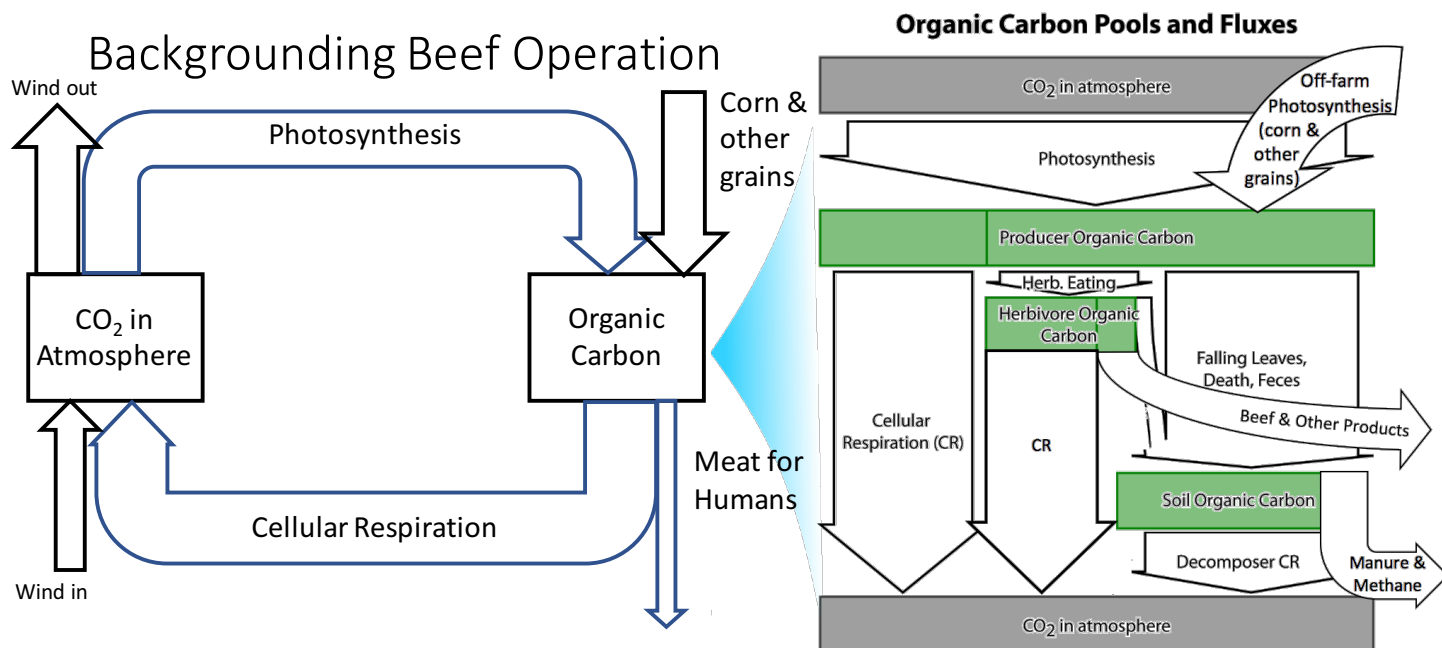 Backgrounding Beef Operation
Wind out
Photosynthesis
Corn &
other
grains
CO₂ in
Atmosphere
Organic
Carbon
Meat for
Humans
Cellular Respiration
Wind in
Organic Carbon Pools and Fluxes
CO₂ in atmosphere
Off-farm
Photosynthesis
(corn &
other
grains)
Photosynthesis
Producer Organic Carbon
Herb. Eating
Herbivore Organic
Carbon
Falling Leaves,
Death, Feces
Beef & Other Products
Cellular
Respiration (CR)
CR
Soil Organic Carbon
Decomposer CR
Manure &
Methane
CO₂ in atmosphere